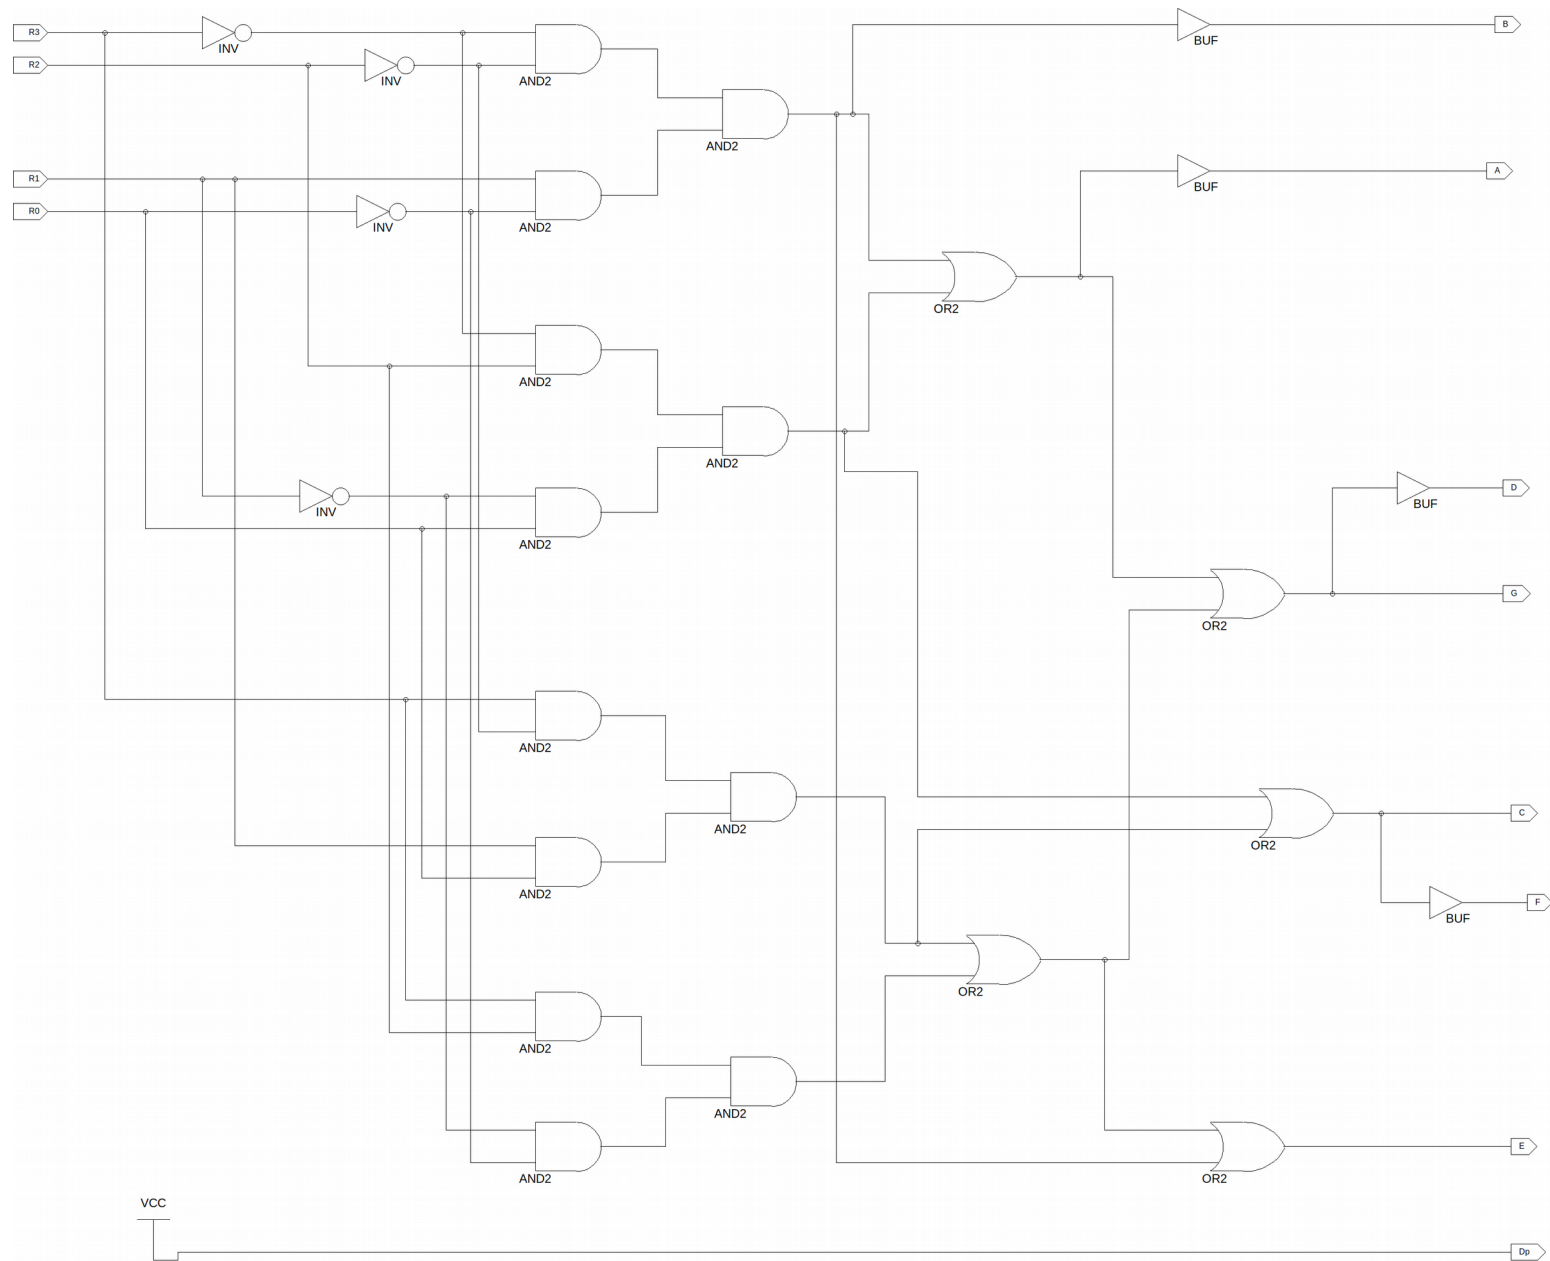 B
R3
INV
BUF
R2
INV
AND2
AND2
A
R1
BUF
R0
INV
AND2
OR2
AND2
AND2
D
INV
BUF
AND2
G
OR2
AND2
C
AND2
OR2
AND2
F
BUF
OR2
AND2
AND2
E
AND2
OR2
VCC
Dp